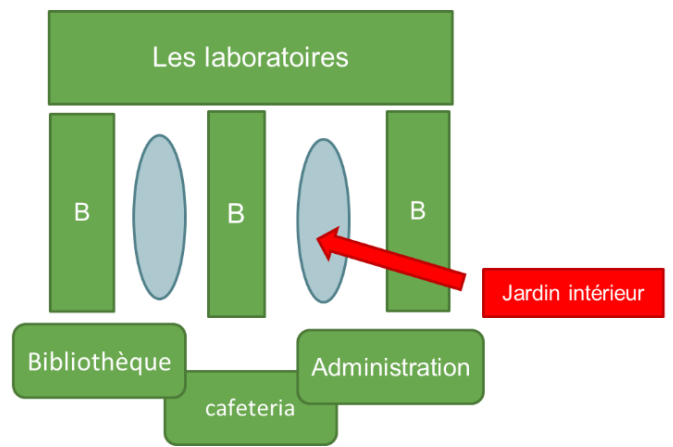 Les laboratoires
B
B
B
Jardin intérieur
Bibliothèque
Administration
cafeteria